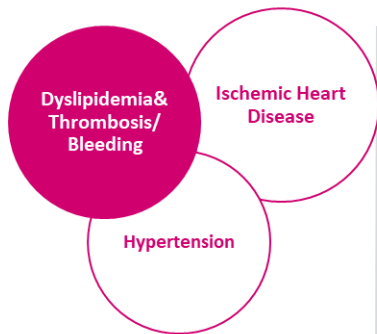 Dyslipidemia&
Thrombosis/
Bleeding
Ischemic Heart
Disease
Hypertension